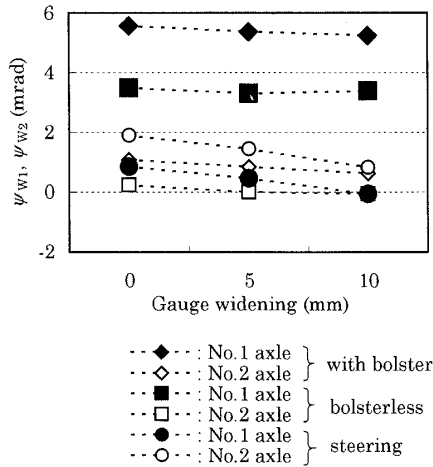 6
4
2
0
-2
ψW1, ψW2 (mrad)
0 5 10
Gauge widening (mm)
: No.1 axle
: No.2 axle
with bolster
: No.1 axle
: No.2 axle
bolsterless
: No.1 axle
: No.2 axle
steering